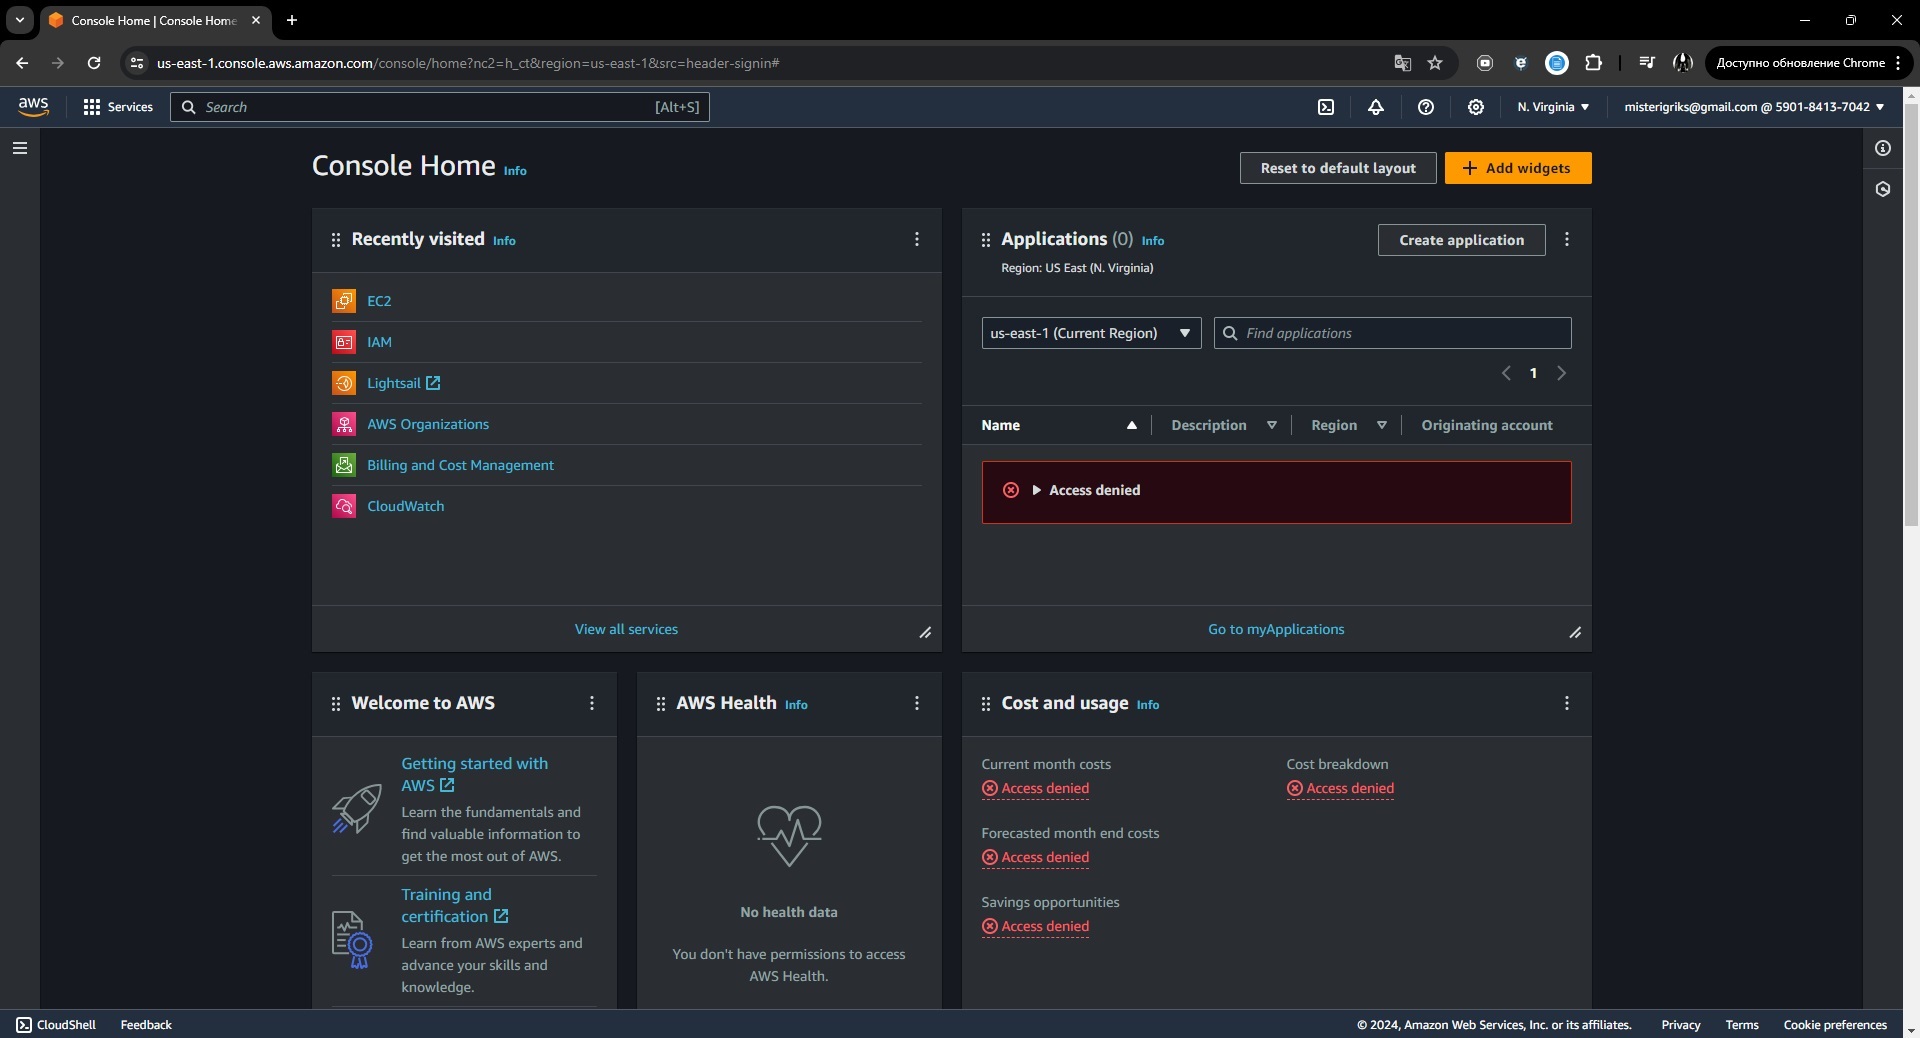 Console Home | Console Home
us-east-1.console.aws.amazon.com/console/home?nc2=h_ct&region=us-east-1&src=header-signin#
Доступно обновление Chrome
aws
Services
Search
[Alt+S]
N. Virginia
misterigriks@gmail.com @ 5901-8413-7042
Console Home Info
Reset to default layout
Add widgets
Recently visited Info
EC2
IAM
Lightsail
AWS Organizations
Billing and Cost Management
CloudWatch
View all services
Applications (0) Info
Region: US East (N. Virginia)
Create application
us-east-1 (Current Region)
Find applications
1
Name
Description
Region
Originating account
Access denied
Go to myApplications
Welcome to AWS
Getting started with
AWS
Learn the fundamentals and
find valuable information to
get the most out of AWS.
Training and
certification
Learn from AWS experts and
advance your skills and
knowledge.
AWS Health Info
No health data
You don't have permissions to access
AWS Health.
Cost and usage Info
Current month costs
Access denied
Forecasted month end costs
Access denied
Savings opportunities
Access denied
Cost breakdown
Access denied
CloudShell
Feedback
© 2024, Amazon Web Services, Inc. or its affiliates.
Privacy
Terms
Cookie preferences